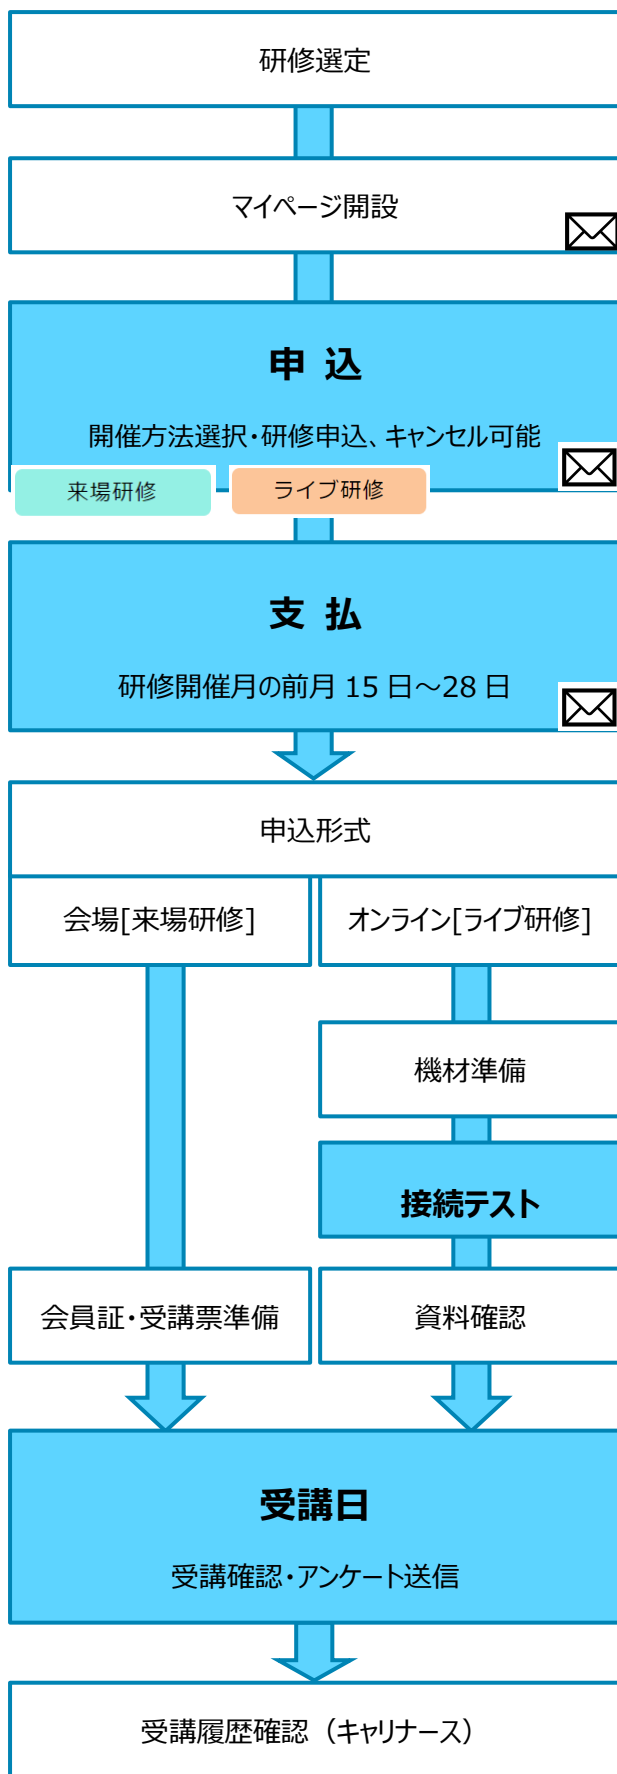 研修選定
マイページ開設
申 込
開催方法選択・研修申込、キャンセル可能
来場研修
ライブ研修
支 払
研修開催月の前月 15 日～28 日
申込形式
会場[来場研修]
オンライン[ライブ研修]
機材準備
接続テスト
会員証・受講票準備
資料確認
受講日
受講確認・アンケート送信
受講履歴確認（キャリナース）